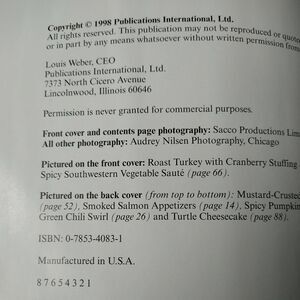 Copyright © 1998 Publications International, Ltd.
All rights reserved. This publication may not be reproduced or quoted
or in part by any means whatsoever without written permission from
Louis Weber, CEO
Publications International, Ltd.
7373 North Cicero Avenue
Lincolnwood, Illinois 60646
Permission is never granted for commercial purposes.
Front cover and contents page photography: Sacco Productions
All other photography: Audrey Nilsen Photography, Chicago
Pictured on the front cover: Roast Turkey with Cranberry Stuffing
Spicy Southwestern Vegetable Sauté (page 66).
Pictured on the back cover (from top to bottom): Mustard-Crusted
(page 52), Smoked Salmon Appetizers (page 14), Spicy Pumpkin
Green Chili Swirl (page 26) and Turtle Cheesecake (page 88).
ISBN: 0-7853-4083-1
Manufactured in U.S.A.
8 7 6 5 4 3 2 1